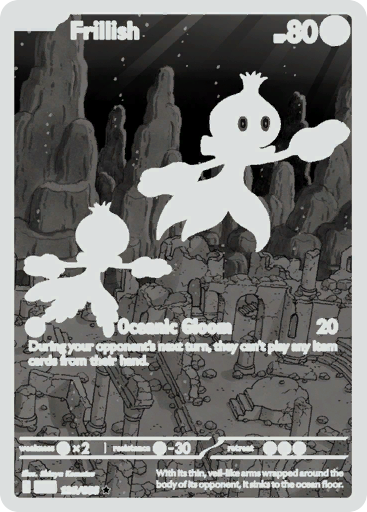 Frillish
HP 80
Oceanic Gloom 20
During your opponent's next turn, they can't play any Item
cards from their hand.
weakness ×2 resistance -30 retreat
Illus.
With its thin, veil-like arms wrapped around the
body of its opponent, it sinks to the ocean floor.